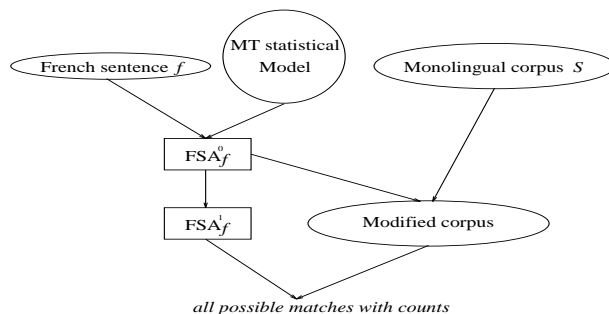 MT statistical
Model
French sentence f
Monolingual corpus S
FSA⁰f
FSA¹f
Modified corpus
all possible matches with counts